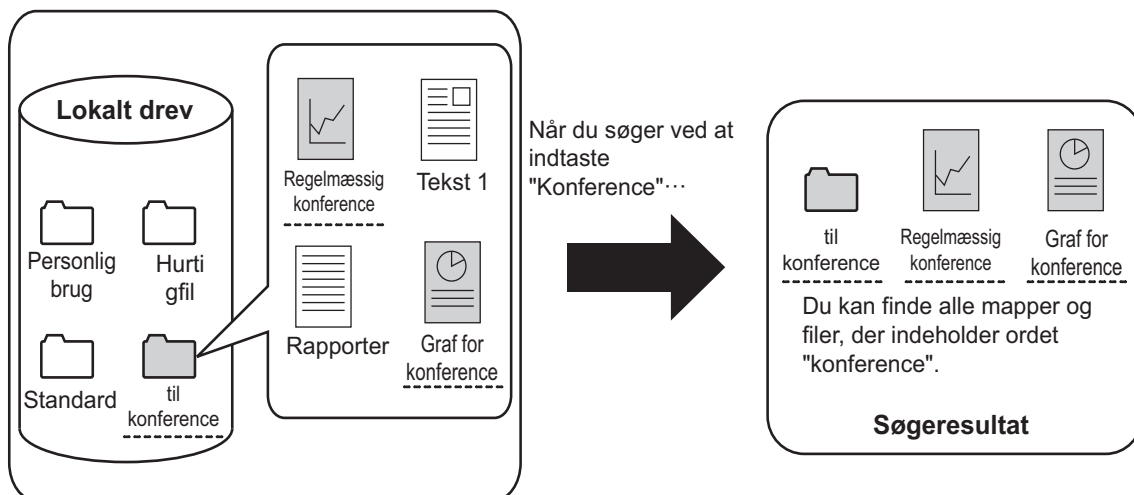 Lokalt drev
Personlig
brug
Hurti
gfil
Standard
til
konference
Regelmæssig
konference
Tekst 1
Rapporter
Graf for
konference
Når du søger ved at
indtaste
"Konference"···
til
konference
Regelmæssig
konference
Graf for
konference
Du kan finde alle mapper og
filer, der indeholder ordet
"konference".
Søgeresultat